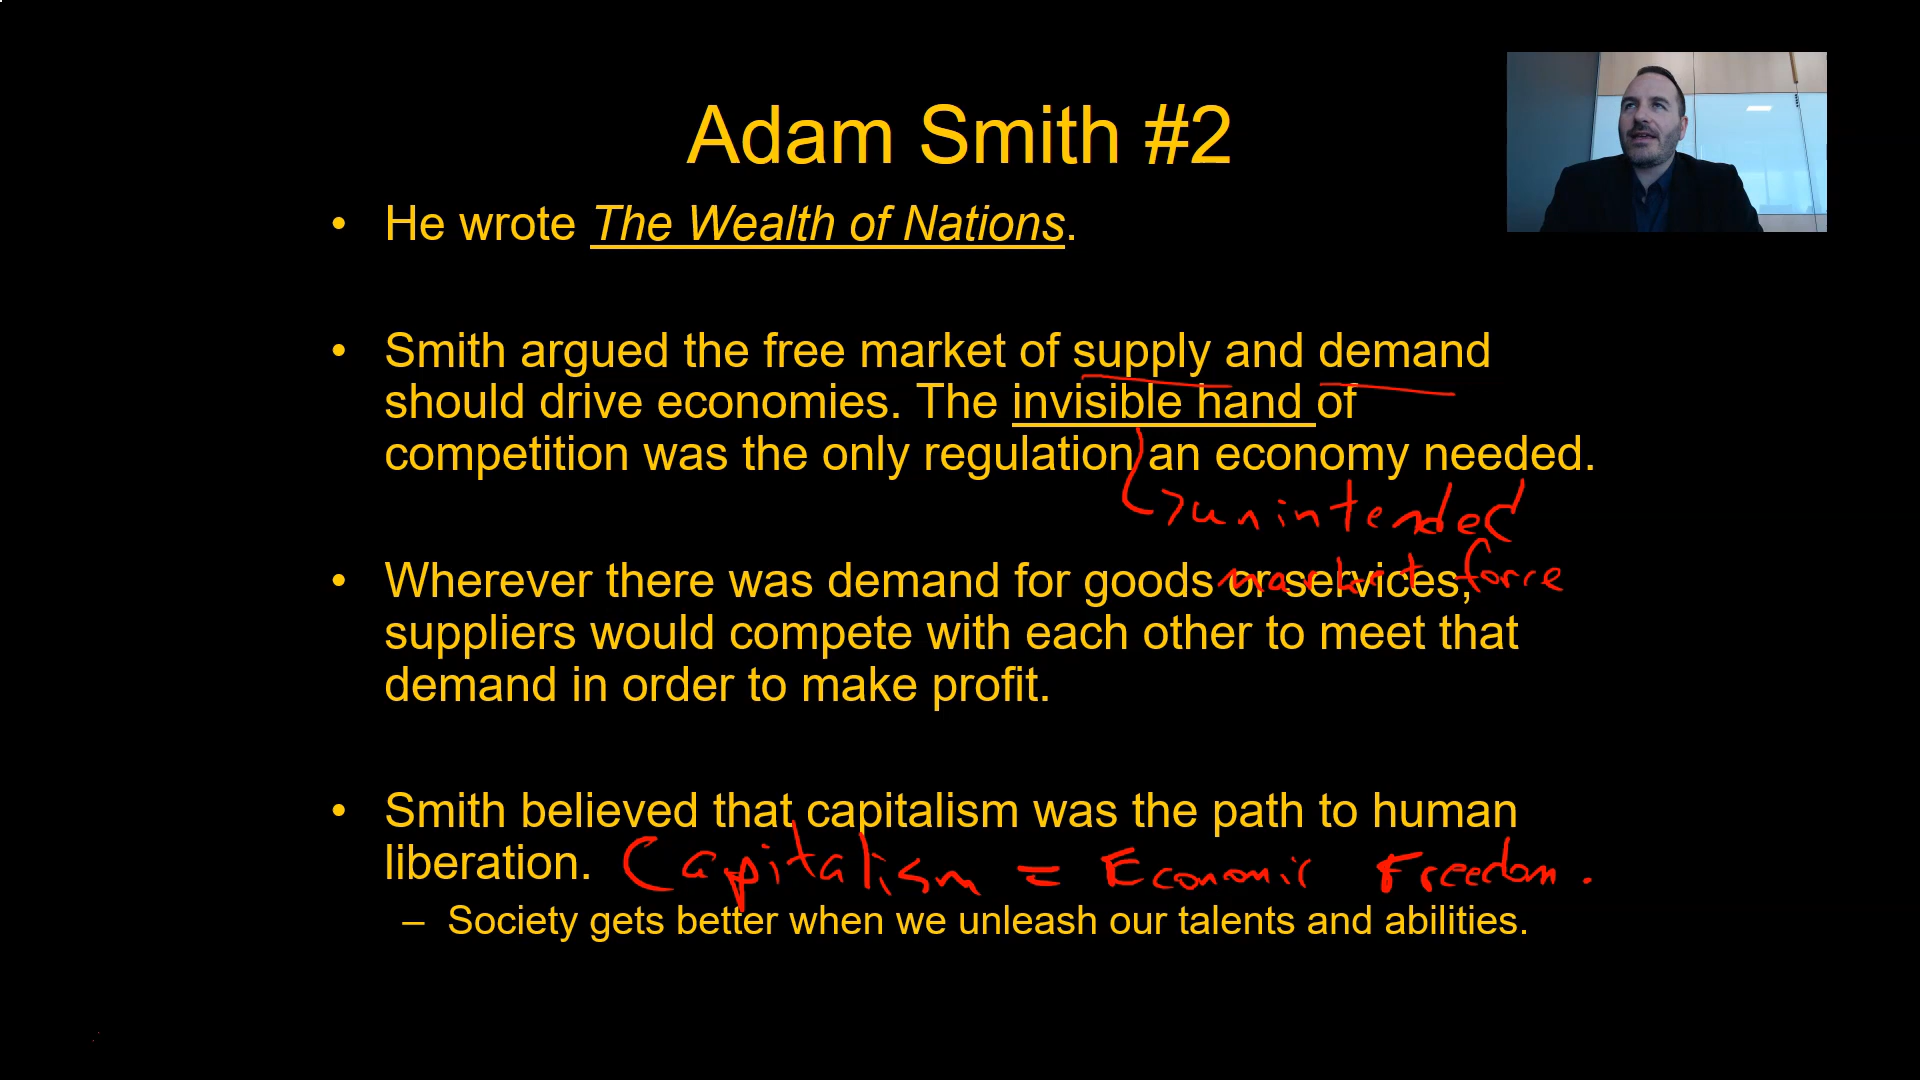 Adam Smith #2
• He wrote The Wealth of Nations.
• Smith argued the free market of supply and demand
should drive economies. The invisible hand of
competition was the only regulation an economy needed.
unintended
market force
• Wherever there was demand for goods or services,
suppliers would compete with each other to meet that
demand in order to make profit.
• Smith believed that capitalism was the path to human
liberation. Capitalism = Economic Freedom.
– Society gets better when we unleash our talents and abilities.